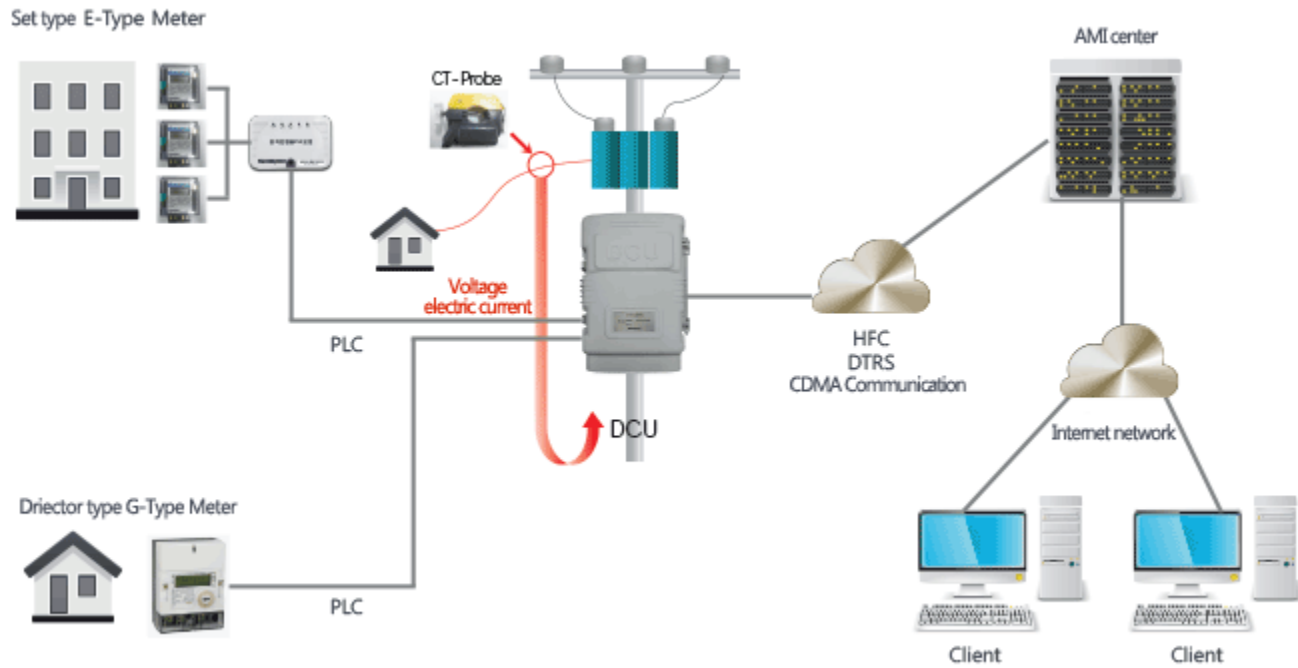 Set type E-Type Meter
AMI center
CT-Probe
DCU
Voltage
electric current
PLC
HFC
DTRS
CDMA Communication
DCU
Internet network
Driector type G-Type Meter
PLC
Client
Client